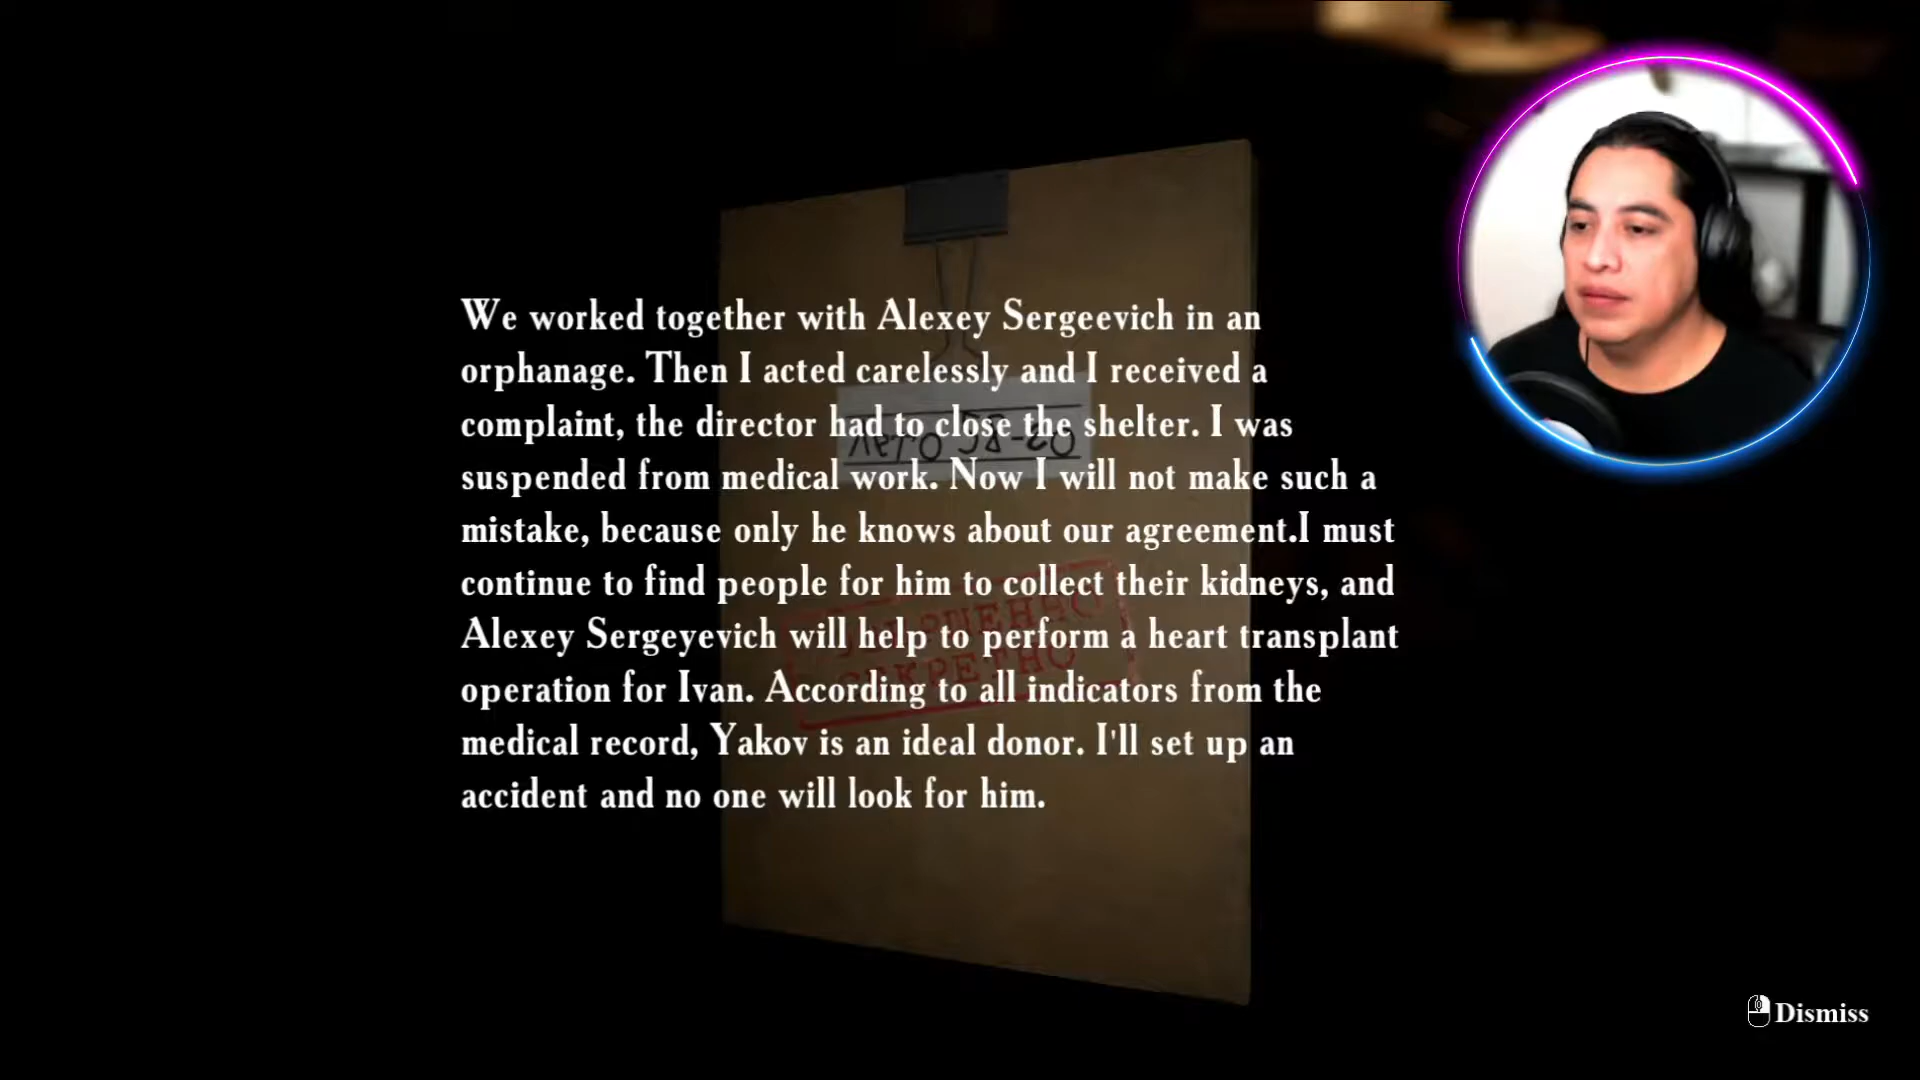 We worked together with Alexey Sergeevich in an
orphanage. Then I acted carelessly and I received a
complaint, the director had to close the shelter. I was
suspended from medical work. Now I will not make such a
mistake, because only he knows about our agreement.I must
continue to find people for him to collect their kidneys, and
Alexey Sergeyevich will help to perform a heart transplant
operation for Ivan. According to all indicators from the
medical record, Yakov is an ideal donor. I'll set up an
accident and no one will look for him.
Dismiss